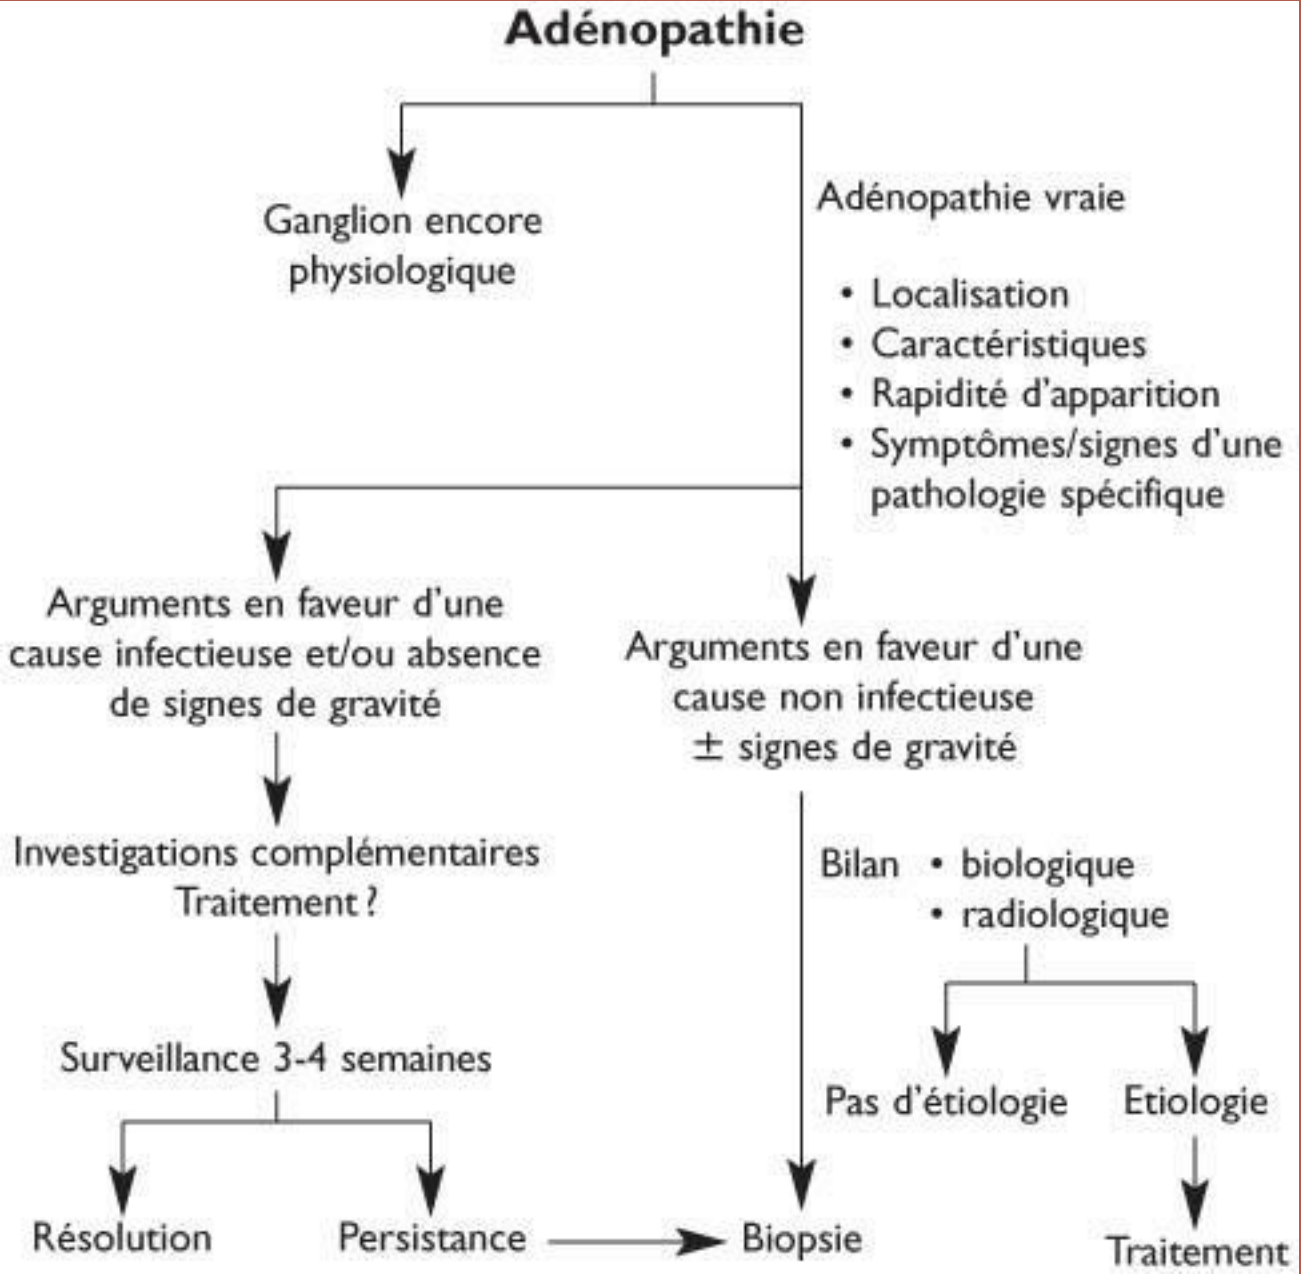 Adénopathie
Ganglion encore
physiologique
Adénopathie vraie
• Localisation
• Caractéristiques
• Rapidité d'apparition
• Symptômes/signes d'une
pathologie spécifique
Arguments en faveur d'une
cause infectieuse et/ou absence
de signes de gravité
Arguments en faveur d'une
cause non infectieuse
± signes de gravité
Investigations complémentaires
Traitement ?
Bilan • biologique
• radiologique
Surveillance 3-4 semaines
Pas d'étiologie
Etiologie
Résolution
Persistance
Biopsie
Traitement